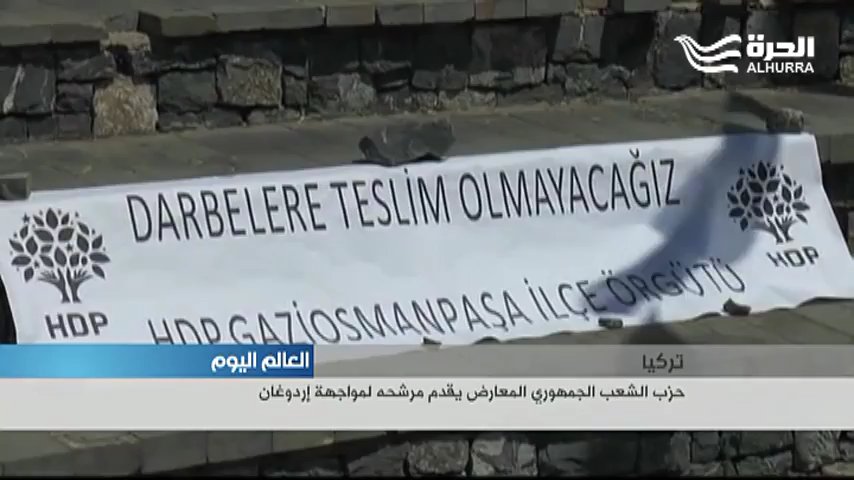 الحرة
ALHURRA
DARBELERE TESLİM OLMAYACAĞIZ
HDP
HDP
HDP GAZİOSMANPAŞA İLÇE ÖRGÜTÜ
العالم اليوم
تركيا
حزب الشعب الجمهوري المعارض يقدم مرشحه لمواجهة إردوغان